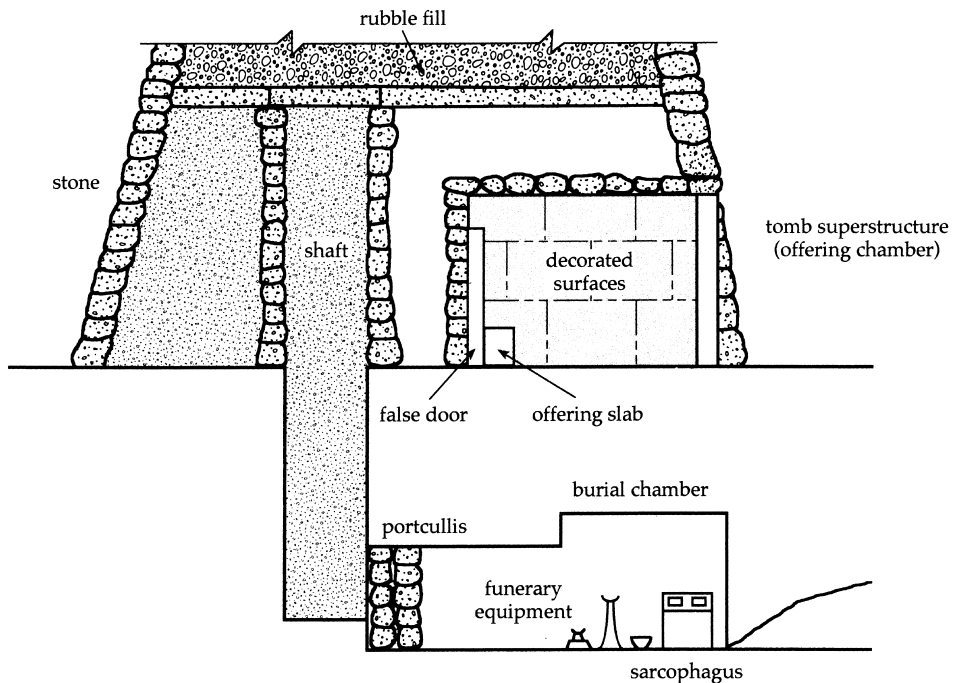 rubble fill
stone
shaft
decorated
surfaces
tomb superstructure
(offering chamber)
false door
offering slab
burial chamber
portcullis
funerary
equipment
sarcophagus